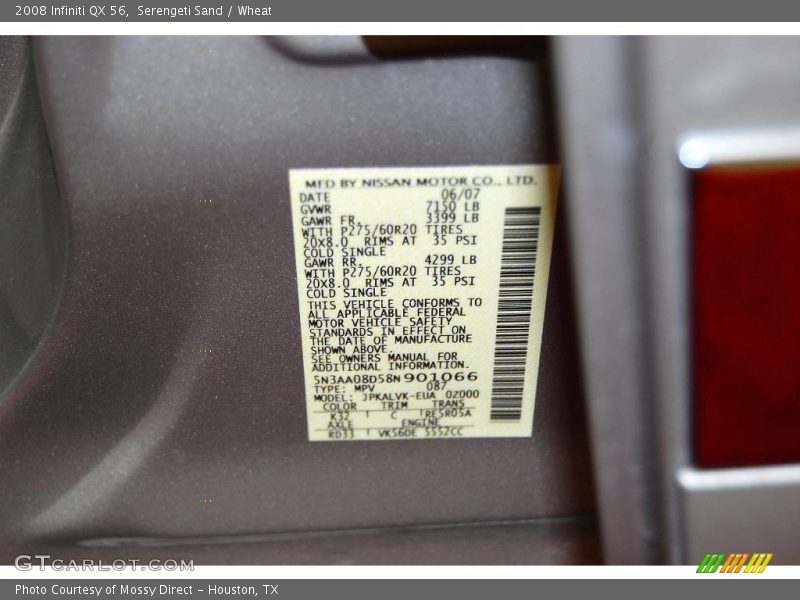 2008 Infiniti QX 56, Serengeti Sand / Wheat
MFD BY NISSAN MOTOR CO., LTD.
DATE 06/07
GVWR 7150 LB
GAWR FR. 3399 LB
WITH P275/60R20 TIRES
20X8.0 RIMS AT 35 PSI
COLD SINGLE
GAWR RR. 4299 LB
WITH P275/60R20 TIRES
20X8.0 RIMS AT 35 PSI
COLD SINGLE
THIS VEHICLE CONFORMS TO
ALL APPLICABLE FEDERAL
MOTOR VEHICLE SAFETY
STANDARDS IN EFFECT ON
THE DATE OF MANUFACTURE
SHOWN ABOVE.
SEE OWNERS MANUAL FOR
ADDITIONAL INFORMATION.
5N3AA08D58N901066
TYPE: MPV 087
MODEL: JPKALVK-EUA 0Z000
COLOR TRIM TRANS
K32 C RE5R05A
AXLE ENGINE
RD33 VK56DE 5552CC
GTCARLOT.COM
Photo Courtesy of Mossy Direct – Houston, TX